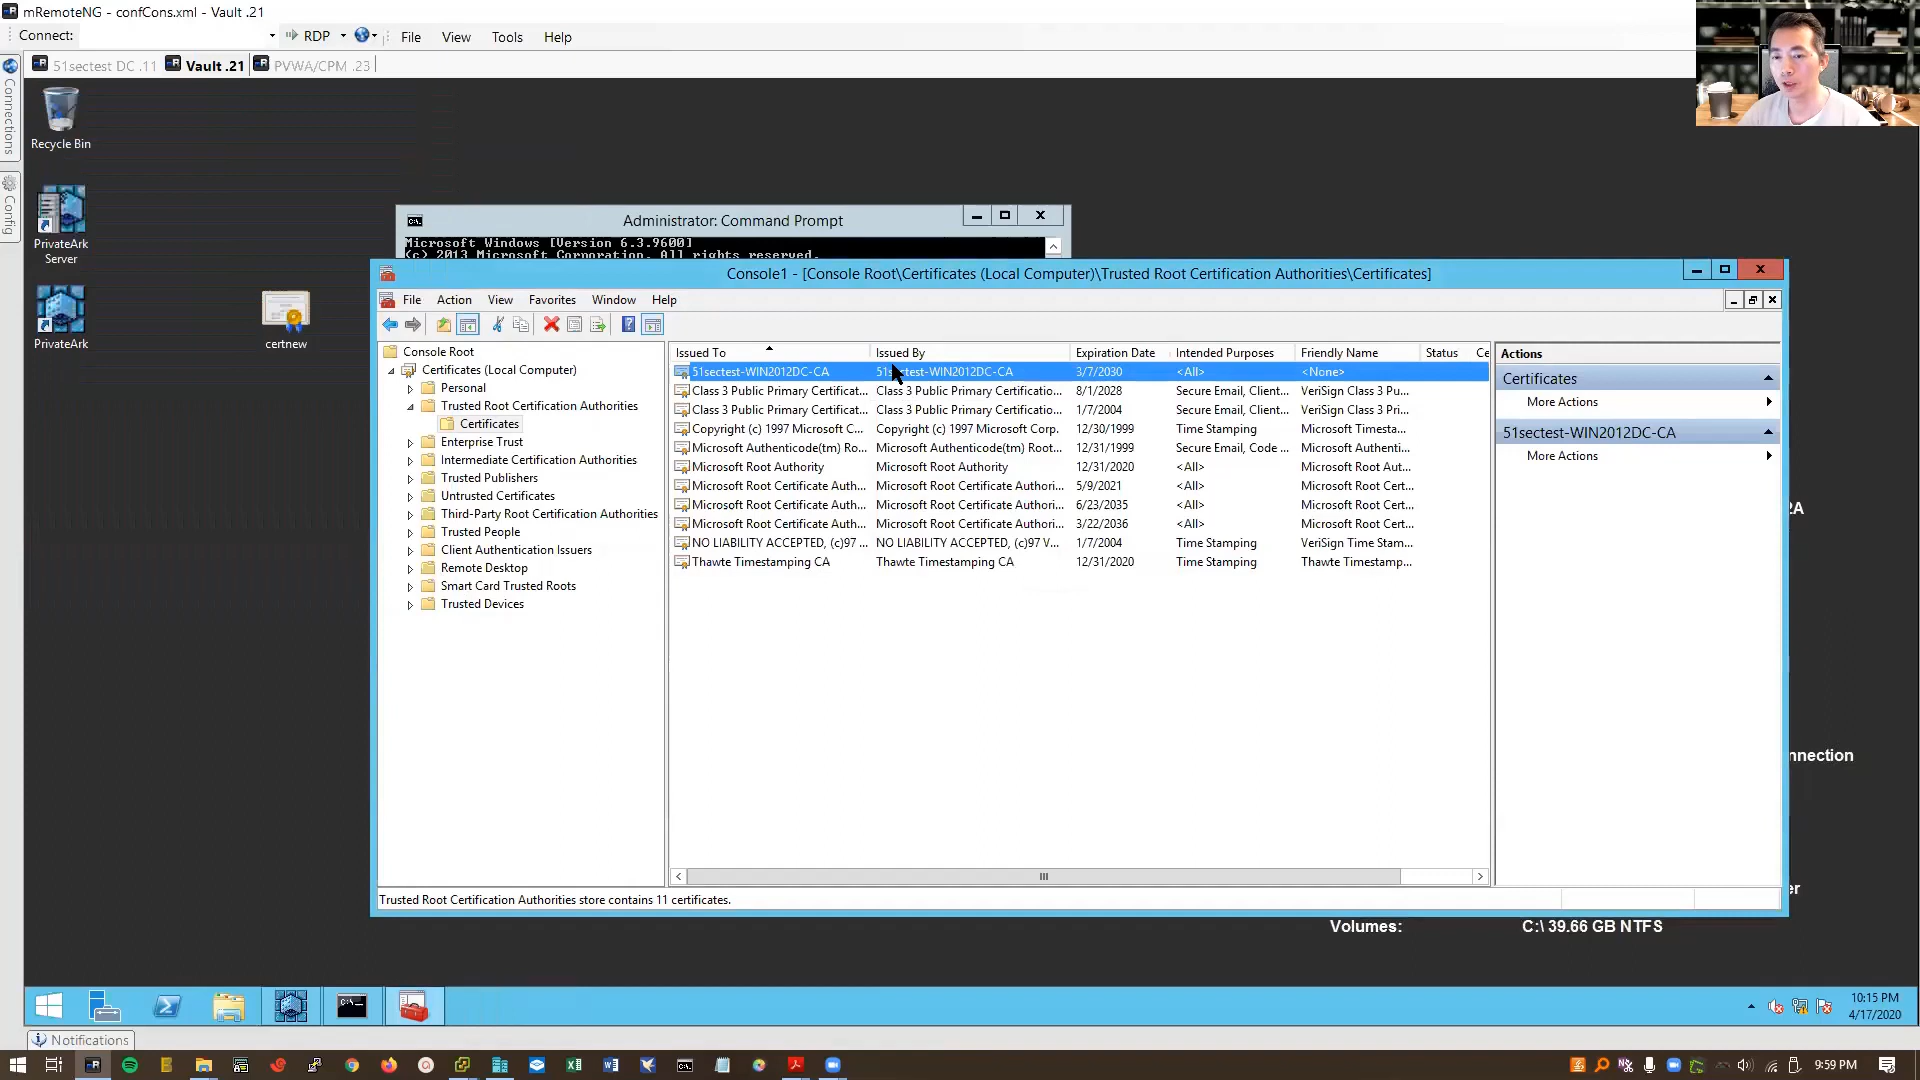 mRemoteNG - confCons.xml - Vault .21
Connect: RDP File View Tools Help
51sectest DC .11 Vault .21 PVWA/CPM .23
Connections
Config
Recycle Bin
PrivateArk
Server
PrivateArk
certnew
Administrator: Command Prompt
Microsoft Windows [Version 6.3.9600]
(c) 2013 Microsoft Corporation. All rights reserved.
Console1 - [Console Root\Certificates (Local Computer)\Trusted Root Certification Authorities\Certificates]
File Action View Favorites Window Help
Console Root
Certificates (Local Computer)
Personal
Trusted Root Certification Authorities
Certificates
Enterprise Trust
Intermediate Certification Authorities
Trusted Publishers
Untrusted Certificates
Third-Party Root Certification Authorities
Trusted People
Client Authentication Issuers
Remote Desktop
Smart Card Trusted Roots
Trusted Devices
Issued To Issued By Expiration Date Intended Purposes Friendly Name Status Ce
51sectest-WIN2012DC-CA 51sectest-WIN2012DC-CA 3/7/2030 <All> <None>
Class 3 Public Primary Certificat... Class 3 Public Primary Certificatio... 8/1/2028 Secure Email, Client... VeriSign Class 3 Pu...
Class 3 Public Primary Certificat... Class 3 Public Primary Certificatio... 1/7/2004 Secure Email, Client... VeriSign Class 3 Pri...
Copyright (c) 1997 Microsoft C... Copyright (c) 1997 Microsoft Corp. 12/30/1999 Time Stamping Microsoft Timesta...
Microsoft Authenticode(tm) Ro... Microsoft Authenticode(tm) Root... 12/31/1999 Secure Email, Code ... Microsoft Authenti...
Microsoft Root Authority Microsoft Root Authority 12/31/2020 <All> Microsoft Root Aut...
Microsoft Root Certificate Auth... Microsoft Root Certificate Authori... 5/9/2021 <All> Microsoft Root Cert...
Microsoft Root Certificate Auth... Microsoft Root Certificate Authori... 6/23/2035 <All> Microsoft Root Cert...
Microsoft Root Certificate Auth... Microsoft Root Certificate Authori... 3/22/2036 <All> Microsoft Root Cert...
NO LIABILITY ACCEPTED, (c)97 ... NO LIABILITY ACCEPTED, (c)97 V... 1/7/2004 Time Stamping VeriSign Time Stam...
Thawte Timestamping CA Thawte Timestamping CA 12/31/2020 Time Stamping Thawte Timestamp...
Actions
Certificates
More Actions
51sectest-WIN2012DC-CA
More Actions
Trusted Root Certification Authorities store contains 11 certificates.
2A
nnection
er
Volumes: C:\ 39.66 GB NTFS
10:15 PM
4/17/2020
Notifications
9:59 PM